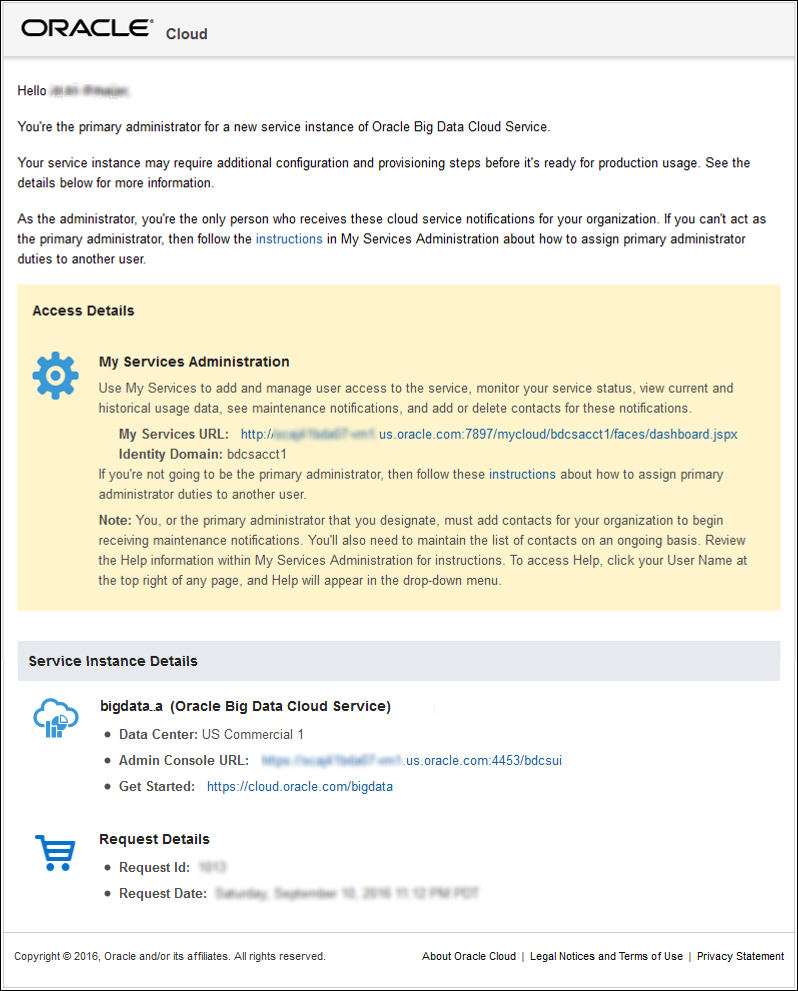 ORACLE® Cloud
Hello
You're the primary administrator for a new service instance of Oracle Big Data Cloud Service.
Your service instance may require additional configuration and provisioning steps before it's ready for production usage. See the
details below for more information.
As the administrator, you're the only person who receives these cloud service notifications for your organization. If you can't act as
the primary administrator, then follow the instructions in My Services Administration about how to assign primary administrator
duties to another user.
Access Details
My Services Administration
Use My Services to add and manage user access to the service, monitor your service status, view current and
historical usage data, see maintenance notifications, and add or delete contacts for these notifications.
My Services URL: http:/ us.oracle.com:7897/mycloud/bdcsacct1/faces/dashboard.jspx
Identity Domain: bdcsacct1
If you're not going to be the primary administrator, then follow these instructions about how to assign primary
administrator duties to another user.
Note: You, or the primary administrator that you designate, must add contacts for your organization to begin
receiving maintenance notifications. You'll also need to maintain the list of contacts on an ongoing basis. Review
the Help information within My Services Administration for instructions. To access Help, click your User Name at
the top right of any page, and Help will appear in the drop-down menu.
Service Instance Details
bigdata_a (Oracle Big Data Cloud Service)
• Data Center: US Commercial 1
• Admin Console URL: .us.oracle.com:4453/bdcsui
• Get Started: https://cloud.oracle.com/bigdata
Request Details
• Request Id:
• Request Date:
Copyright © 2016, Oracle and/or its affiliates. All rights reserved. About Oracle Cloud | Legal Notices and Terms of Use | Privacy Statement